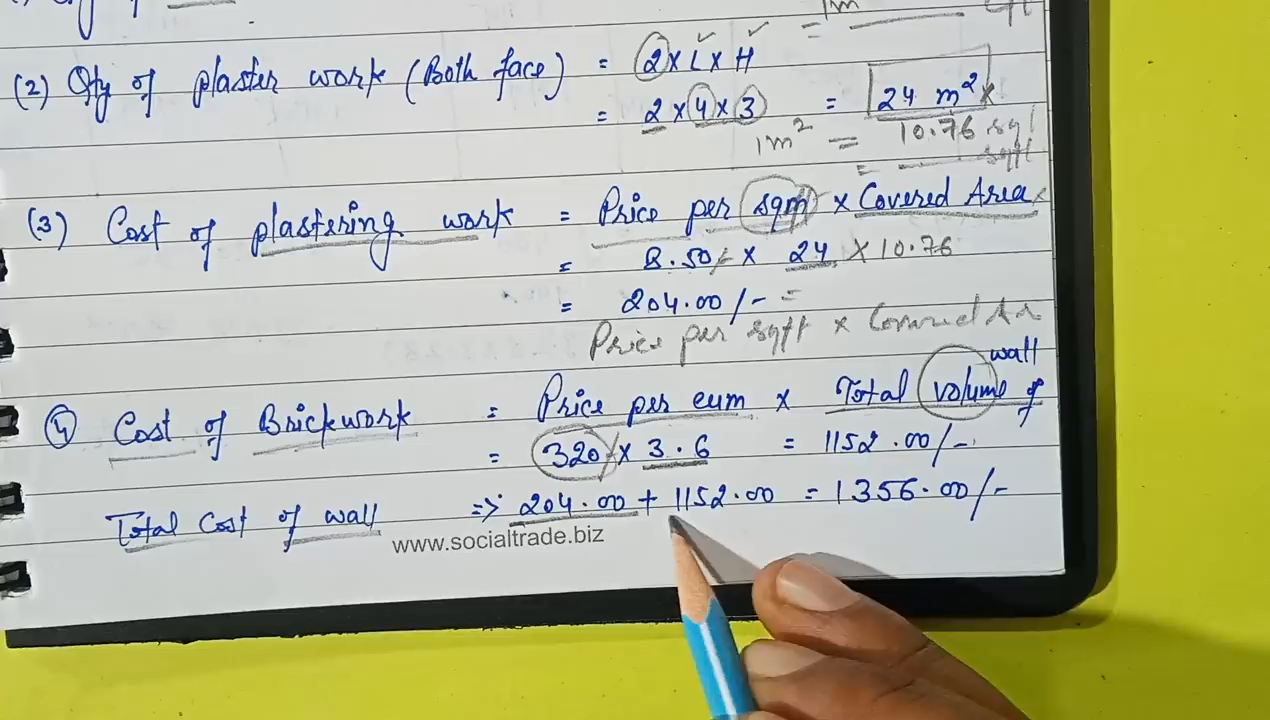 = 1m =
(2) Qty of plaster work (Both face) = 2 x L x H
= 2 x 4 x 3 = 24 m² x
1m² = 10.76 sq
= sqft
(3) Cost of plastering work = Price per sqm x Covered Area x
= 8.50/- x 24 x 10.76
= 204.00/- =
Price per sqft x Covered Ar
wall
(4) Cost of Brickwork = Price per cum x Total volume of
= 320/ x 3.6 = 1152.00/-
Total Cost of wall => 204.00 + 1152.00 = 1356.00/-
www.socialtrade.biz